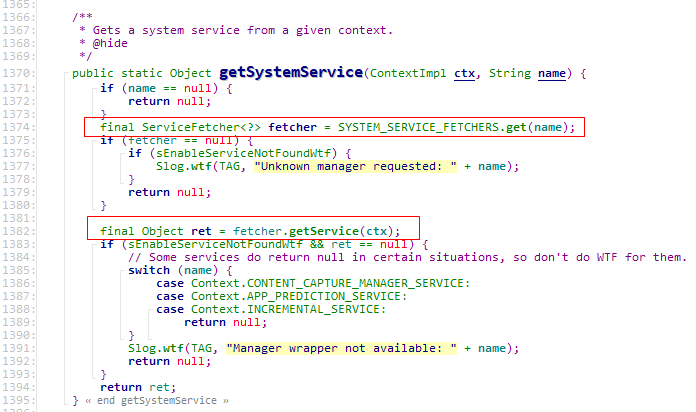 1365:
1366: /**
1367: * Gets a system service from a given context.
1368: * @hide
1369: */
1370: public static Object getSystemService(ContextImpl ctx, String name) {
1371: if (name == null) {
1372: return null;
1373: }
1374: final ServiceFetcher<?> fetcher = SYSTEM_SERVICE_FETCHERS.get(name);
1375: if (fetcher == null) {
1376: if (sEnableServiceNotFoundWtf) {
1377: Slog.wtf(TAG, "Unknown manager requested: " + name);
1378: }
1379: return null;
1380: }
1381:
1382: final Object ret = fetcher.getService(ctx);
1383: if (sEnableServiceNotFoundWtf && ret == null) {
1384: // Some services do return null in certain situations, so don't do WTF for them.
1385: switch (name) {
1386: case Context.CONTENT_CAPTURE_MANAGER_SERVICE:
1387: case Context.APP_PREDICTION_SERVICE:
1388: case Context.INCREMENTAL_SERVICE:
1389: return null;
1390: }
1391: Slog.wtf(TAG, "Manager wrapper not available: " + name);
1392: return null;
1393: }
1394: return ret;
1395: } « end getSystemService »
1396: